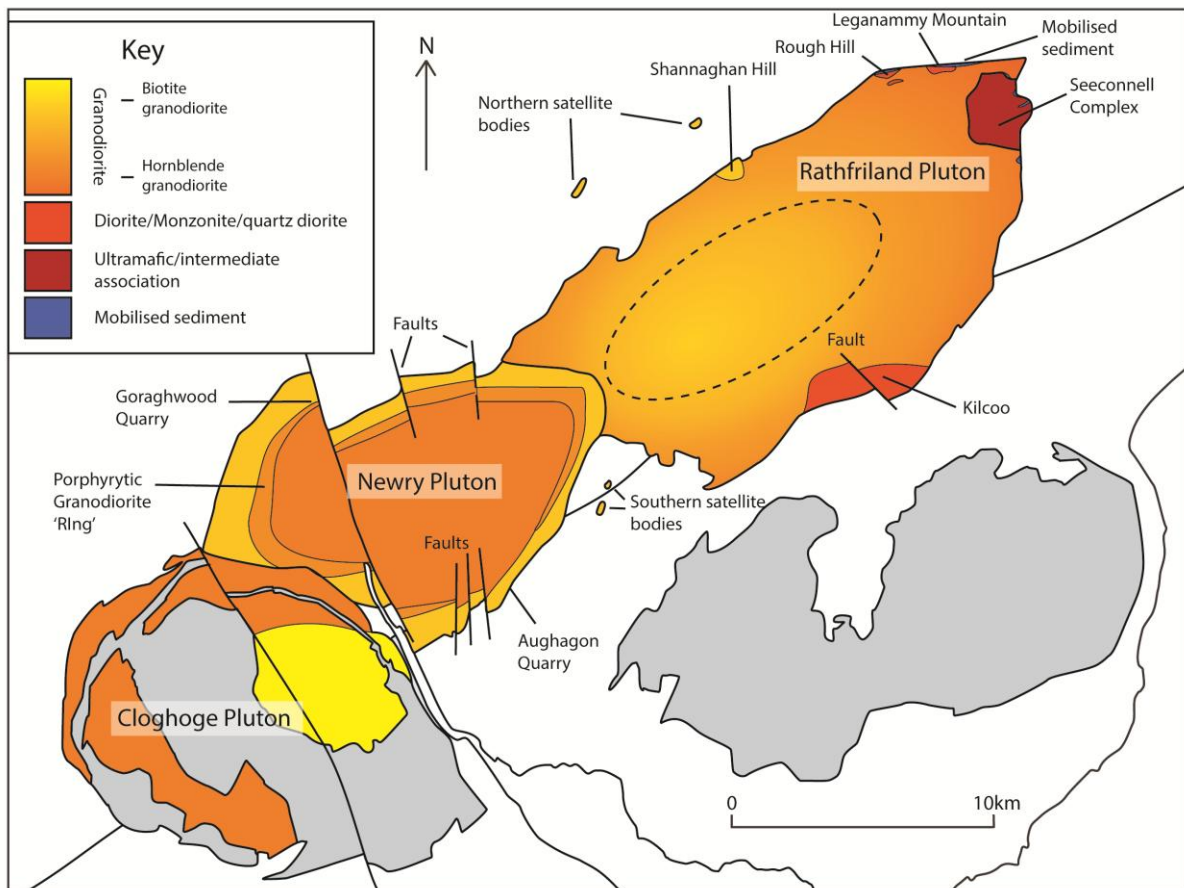 Key
Granodiorite
Biotite
granodiorite
Hornblende
granodiorite
Diorite/Monzonite/quartz diorite
Ultramafic/intermediate
association
Mobilised sediment
N
Leganammy Mountain
Rough Hill
Mobilised
sediment
Shannaghan Hill
Seeconnell
Complex
Northern satellite
bodies
Rathfriland Pluton
Faults
Fault
Goraghwood
Quarry
Kilcoo
Newry Pluton
Porphyrytic
Granodiorite
'RIng'
Southern satellite
bodies
Faults
Aughagon
Quarry
Cloghoge Pluton
0 10km